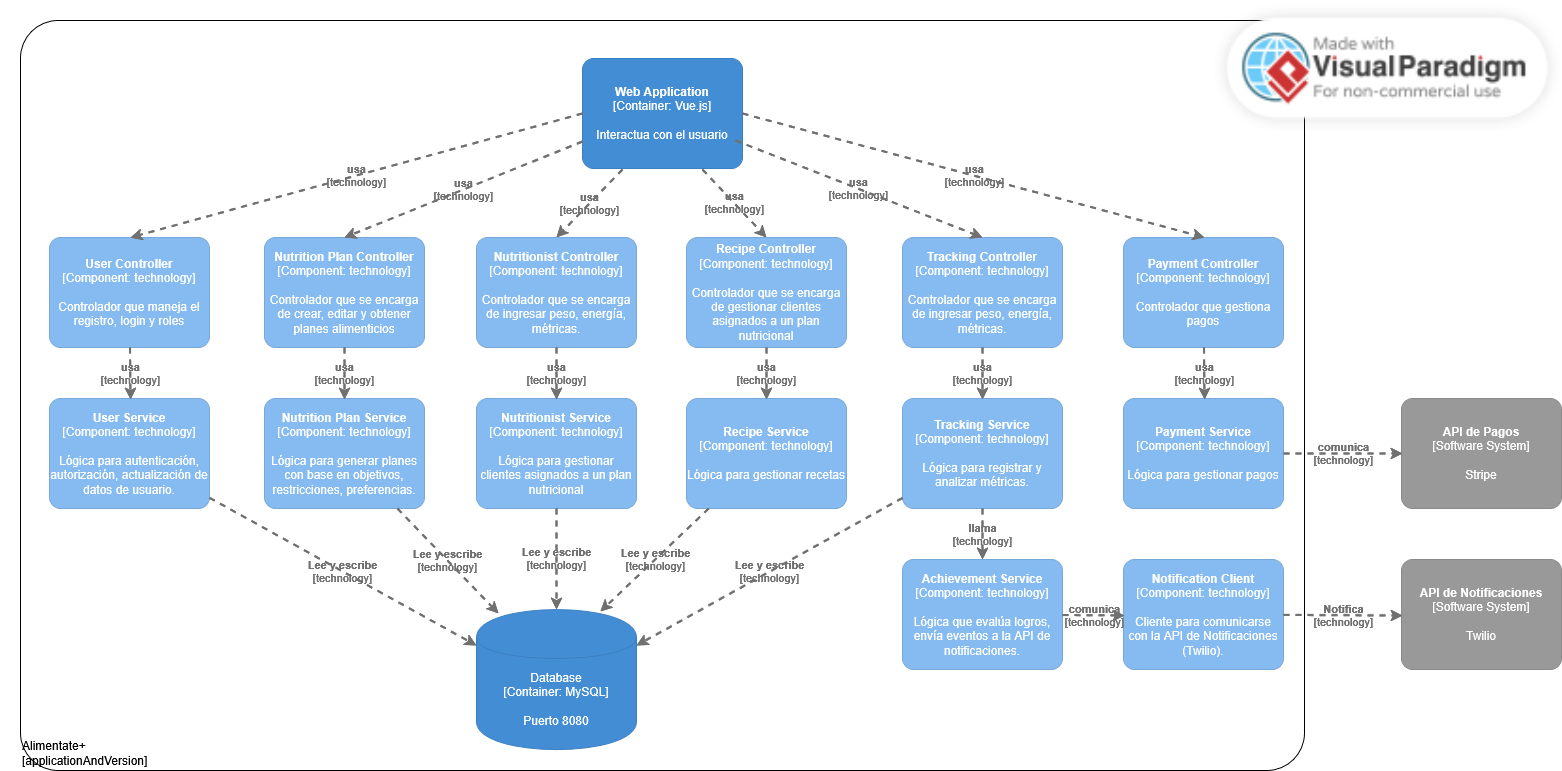 Made with
Visual Paradigm
For non-commercial use
Web Application
[Container: Vue.js]
Interactua con el usuario
usa
[technology]
usa
[technology]
usa
[technology]
usa
[technology]
usa
[technology]
usa
[technology]
User Controller
[Component: technology]
Controlador que maneja el
registro, login y roles
Nutrition Plan Controller
[Component: technology]
Controlador que se encarga
de crear, editar y obtener
planes alimenticios
Nutritionist Controller
[Component: technology]
Controlador que se encarga
de ingresar peso, energía,
métricas.
Recipe Controller
[Component: technology]
Controlador que se encarga
de gestionar clientes
asignados a un plan
nutricional
Tracking Controller
[Component: technology]
Controlador que se encarga
de ingresar peso, energía,
métricas.
Payment Controller
[Component: technology]
Controlador que gestiona
pagos
usa
[technology]
usa
[technology]
usa
[technology]
usa
[technology]
usa
[technology]
usa
[technology]
User Service
[Component: technology]
Lógica para autenticación,
autorización, actualización de
datos de usuario.
Nutrition Plan Service
[Component: technology]
Lógica para generar planes
con base en objetivos,
restricciones, preferencias.
Nutritionist Service
[Component: technology]
Lógica para gestionar
clientes asignados a un plan
nutricional
Recipe Service
[Component: technology]
Lógica para gestionar recetas
Tracking Service
[Component: technology]
Lógica para registrar y
analizar métricas.
Payment Service
[Component: technology]
Lógica para gestionar pagos
comunica
[technology]
API de Pagos
[Software System]
Stripe
Lee y escribe
[technology]
Lee y escribe
[technology]
Lee y escribe
[technology]
Lee y escribe
[technology]
Lee y escribe
[technology]
llama
[technology]
Achievement Service
[Component: technology]
Lógica que evalúa logros,
envía eventos a la API de
notificaciones.
comunica
[technology]
Notification Client
[Component: technology]
Cliente para comunicarse
con la API de Notificaciones
(Twilio).
Notifica
[technology]
API de Notificaciones
[Software System]
Twilio
Database
[Container: MySQL]
Puerto 8080
Alimentate+
[applicationAndVersion]